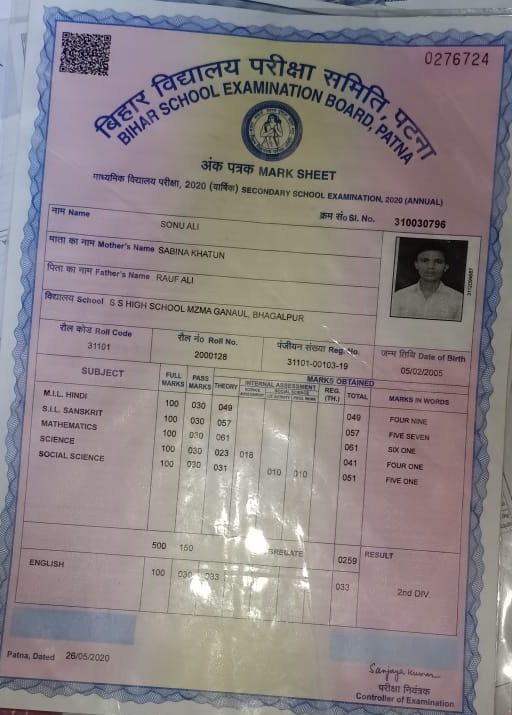 0276724
बिहार विद्यालय परीक्षा समिति, पटना
BIHAR SCHOOL EXAMINATION BOARD, PATNA
अंक पत्रक MARK SHEET
माध्यमिक विद्यालय परीक्षा, 2020 (वार्षिक) SECONDARY SCHOOL EXAMINATION, 2020 (ANNUAL)
क्रम सं० Sl. No. 310030796
नाम Name SONU ALI
माता का नाम Mother's Name SABINA KHATUN
पिता का नाम Father's Name RAUF ALI
विद्यालय School S S HIGH SCHOOL MZMA GANAUL, BHAGALPUR
रौल कोड Roll Code रौल नं० Roll No. पंजीयन संख्या Reg. No. जन्म तिथि Date of Birth
31101 2000128 31101-00103-19 05/02/2005
SUBJECT FULL MARKS PASS MARKS MARKS OBTAINED
THEORY INTERNAL ASSESSMENT REG. (TH.) TOTAL MARKS IN WORDS
M.I.L. HINDI 100 030 049 049 FOUR NINE
S.I.L. SANSKRIT 100 030 057 057 FIVE SEVEN
MATHEMATICS 100 030 061 061 SIX ONE
SCIENCE 100 030 023 018 041 FOUR ONE
SOCIAL SCIENCE 100 030 031 010 010 051 FIVE ONE
500 150 0259 RESULT
ENGLISH 100 030 033 033 2nd DIV.
Patna, Dated 26/05/2020
Sanjaya Kumar
परीक्षा नियंत्रक
Controller of Examination